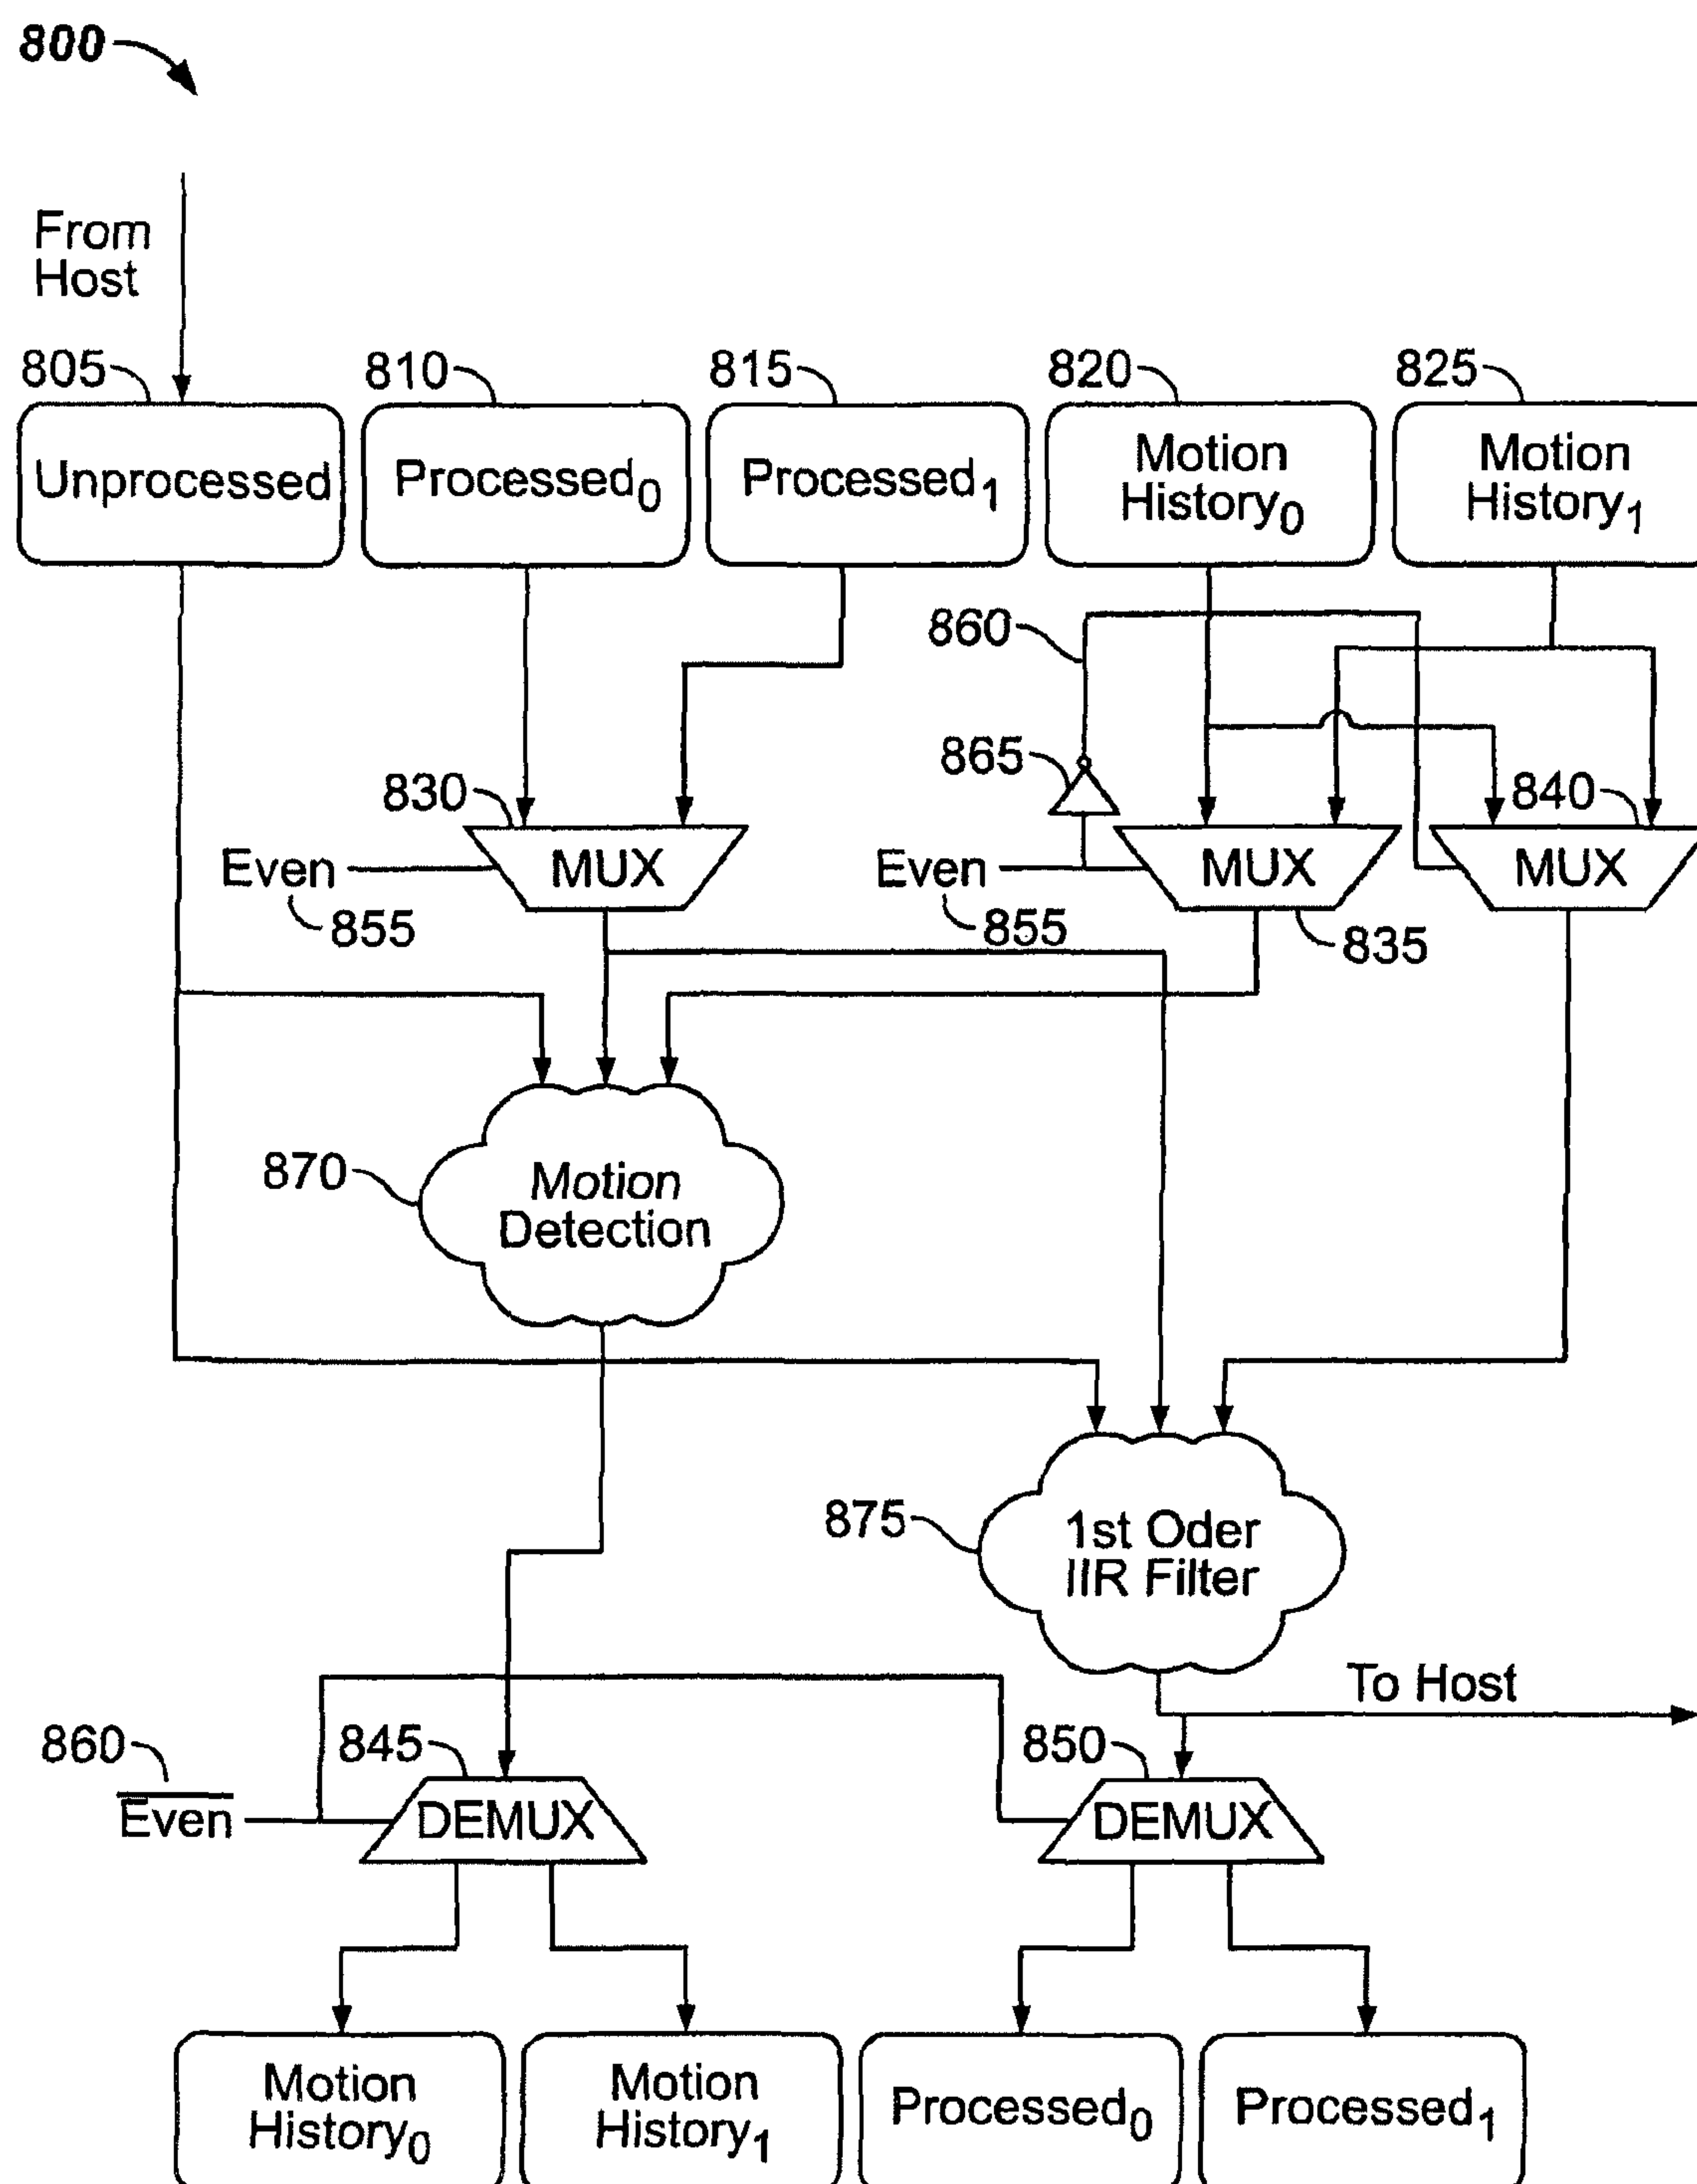 800
From
Host
805
810
815
820
825
Unprocessed
Processed0
Processed1
Motion
History0
Motion
History1
860
865
830
840
MUX
MUX
MUX
Even
855
Even
855
835
870
Motion
Detection
875
1st Oder
IIR Filter
To Host
860
845
850
Even
DEMUX
DEMUX
Motion
History0
Motion
History1
Processed0
Processed1